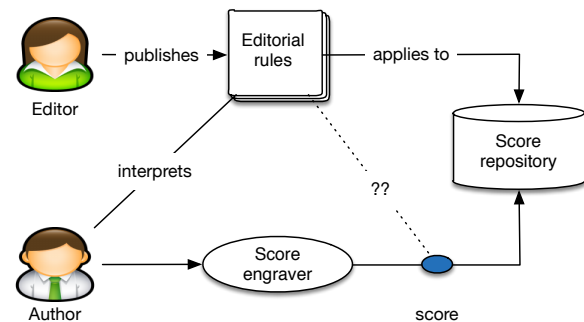 Editorial
rules
publishes
applies to
Editor
Score
repository
interprets
??
Score
engraver
Author
score